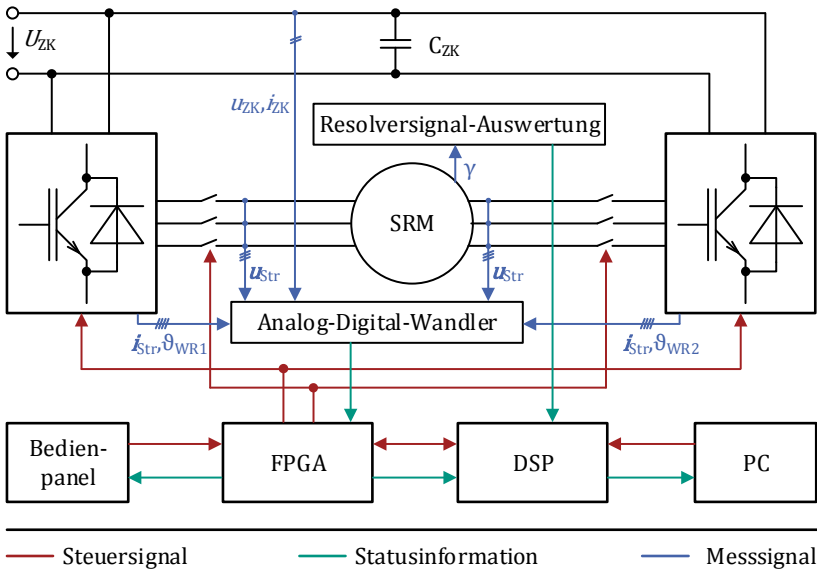 U_ZK
C_ZK
u_ZK, i_ZK
Resolversignal-Auswertung
γ
SRM
u_Str
u_Str
Analog-Digital-Wandler
i_Str, ϑ_WR1
i_Str, ϑ_WR2
Bedien-
panel
FPGA
DSP
PC
Steuersignal
Statusinformation
Messsignal